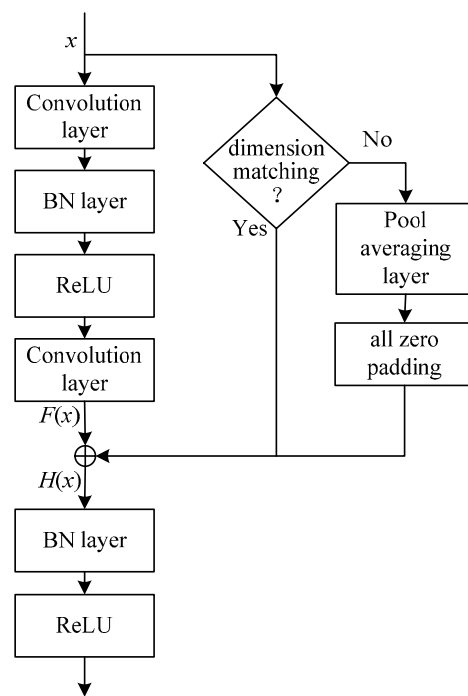 x
Convolution
layer
BN layer
ReLU
Convolution
layer
F(x)
H(x)
BN layer
ReLU
dimension
matching
?
Yes
No
Pool
averaging
layer
all zero
padding